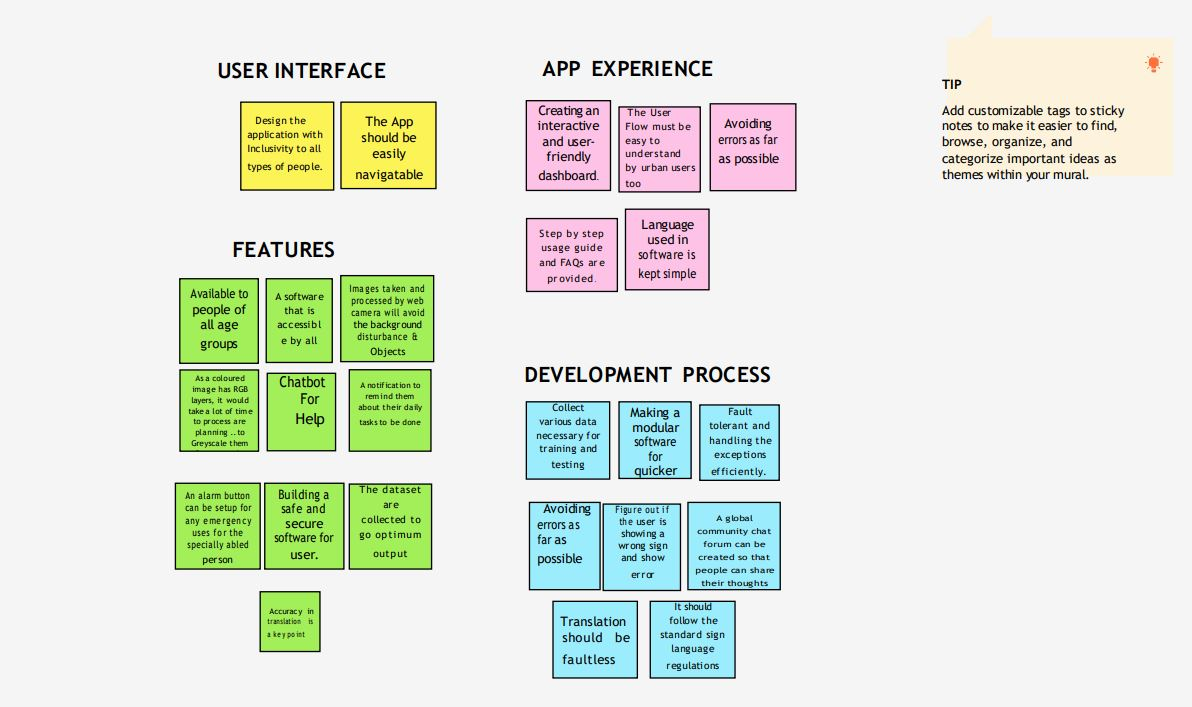 USER INTERFACE
Design the
application with
Inclusivity to all
types of people.
The App
should be
easily
navigatable
APP EXPERIENCE
Creating an
interactive
and user-
friendly
dashboard.
The User
Flow must be
easy to
understand
by urban users
too
Avoiding
errors as far
as possible
Step by step
usage guide
and FAQs are
provided.
Language
used in
software is
kept simple
TIP
Add customizable tags to sticky
notes to make it easier to find,
browse, organize, and
categorize important ideas as
themes within your mural.
FEATURES
Available to
people of
all age
groups
A software
that is
accessibl
e by all
Images taken and
processed by web
camera will avoid
the background
disturbance &
Objects
As a coloured
image has RGB
layers, it would
take a lot of time
to process are
planning ..to
Greyscale them
Chatbot
For
Help
A notification to
remind them
about their daily
tasks to be done
An alarm button
can be setup for
any emergency
uses for the
specially abled
person
Building a
safe and
secure
software for
user.
The dataset
are
collected to
go optimum
output
Accuracy in
translation is
a key point
DEVELOPMENT PROCESS
Collect
various data
necessary for
training and
testing
Making a
modular
software
for
quicker
Fault
tolerant and
handling the
exceptions
efficiently.
Avoiding
errors as
far as
possible
Figure out if
the user is
showing a
wrong sign
and show
error
A global
community chat
forum can be
created so that
people can share
their thoughts
Translation
should be
faultless
It should
follow the
standard sign
language
regulations